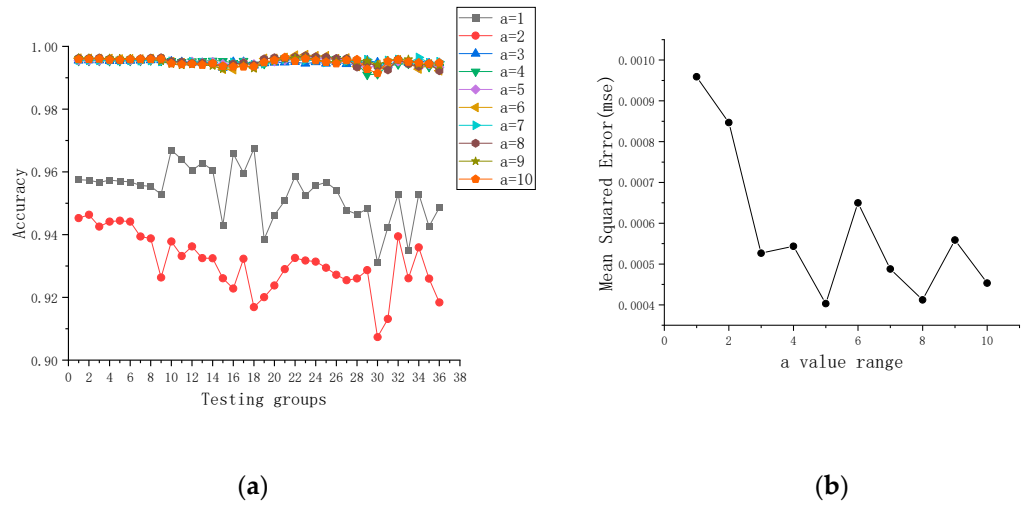 1.00
0.98
0.96
0.94
0.92
0.90
Accuracy
0 2 4 6 8 10 12 14 16 18 20 22 24 26 28 30 32 34 36 38
Testing groups
a=1
a=2
a=3
a=4
a=5
a=6
a=7
a=8
a=9
a=10
(a)
0.0010
0.0009
0.0008
0.0007
0.0006
0.0005
0.0004
Mean Squared Error(mse)
0 2 4 6 8 10
a value range
(b)